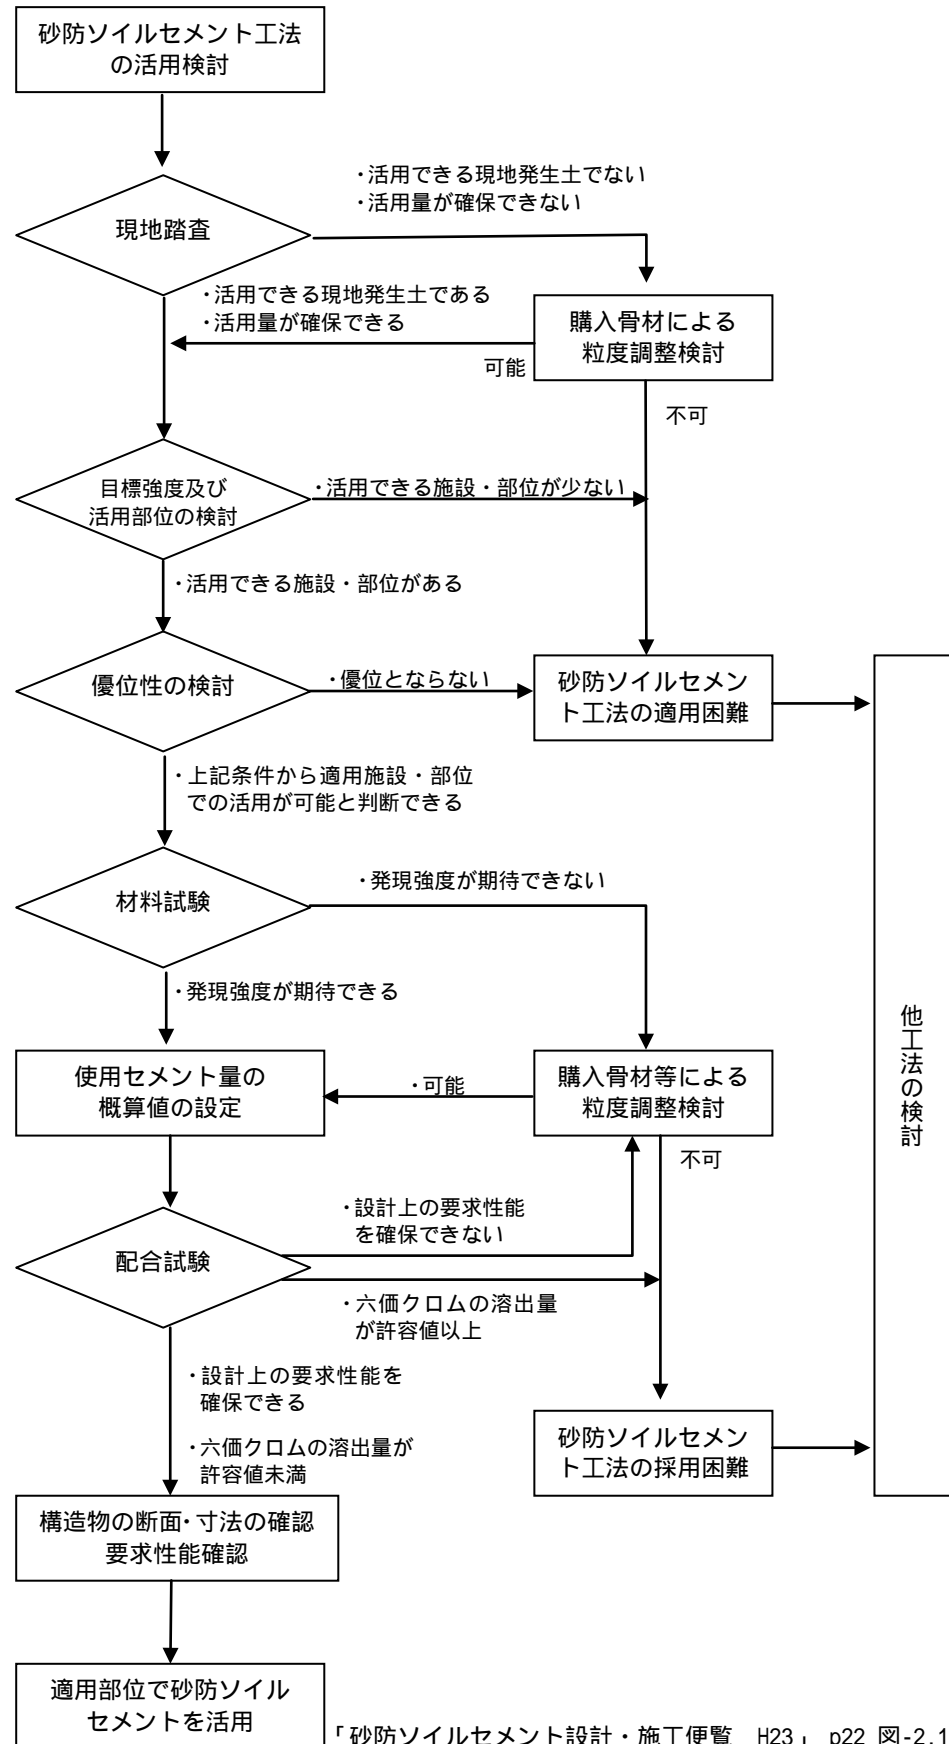 砂防ソイルセメント工法
の活用検討
・活用できる現地発生土でない
・活用量が確保できない
現地踏査
・活用できる現地発生土である
・活用量が確保できる
購入骨材による
粒度調整検討
可能
不可
目標強度及び
活用部位の検討
・活用できる施設・部位が少ない
・活用できる施設・部位がある
優位性の検討
・優位とならない
砂防ソイルセメン
ト工法の適用困難
・上記条件から適用施設・部位
での活用が可能と判断できる
材料試験
・発現強度が期待できない
・発現強度が期待できる
他工法の検討
使用セメント量の
概算値の設定
・可能
購入骨材等による
粒度調整検討
不可
・設計上の要求性能
を確保できない
配合試験
・六価クロムの溶出量
が許容値以上
・設計上の要求性能を
確保できる
・六価クロムの溶出量が
許容値未満
砂防ソイルセメン
ト工法の採用困難
構造物の断面・寸法の確認
要求性能確認
適用部位で砂防ソイル
セメントを活用
「砂防ソイルセメント設計・施工便覧 H23」 p22 図-2.1